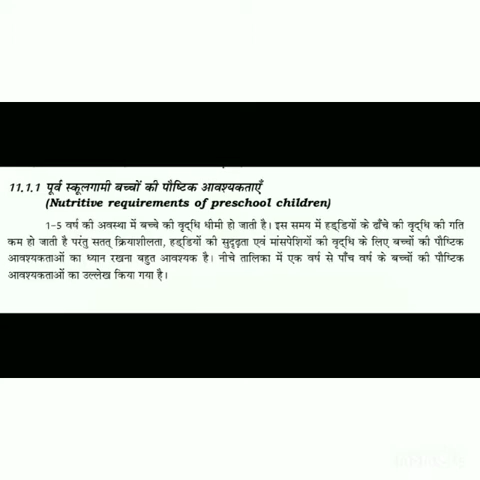 11.1.1 पूर्व स्कूलगामी बच्चों की पौष्टिक आवश्यकताएँ
(Nutritive requirements of preschool children)
1-5 वर्ष की अवस्था में बच्चे की वृद्धि धीमी हो जाती है। इस समय में हड्डियों के ढाँचे की वृद्धि की गति
कम हो जाती है परंतु सतत् क्रियाशीलता, हड्डियों की सुदृढ़ता एवं मांसपेशियों की वृद्धि के लिए बच्चों की पौष्टिक
आवश्यकताओं का ध्यान रखना बहुत आवश्यक है। नीचे तालिका में एक वर्ष से पाँच वर्ष के बच्चों की पौष्टिक
आवश्यकताओं का उल्लेख किया गया है।